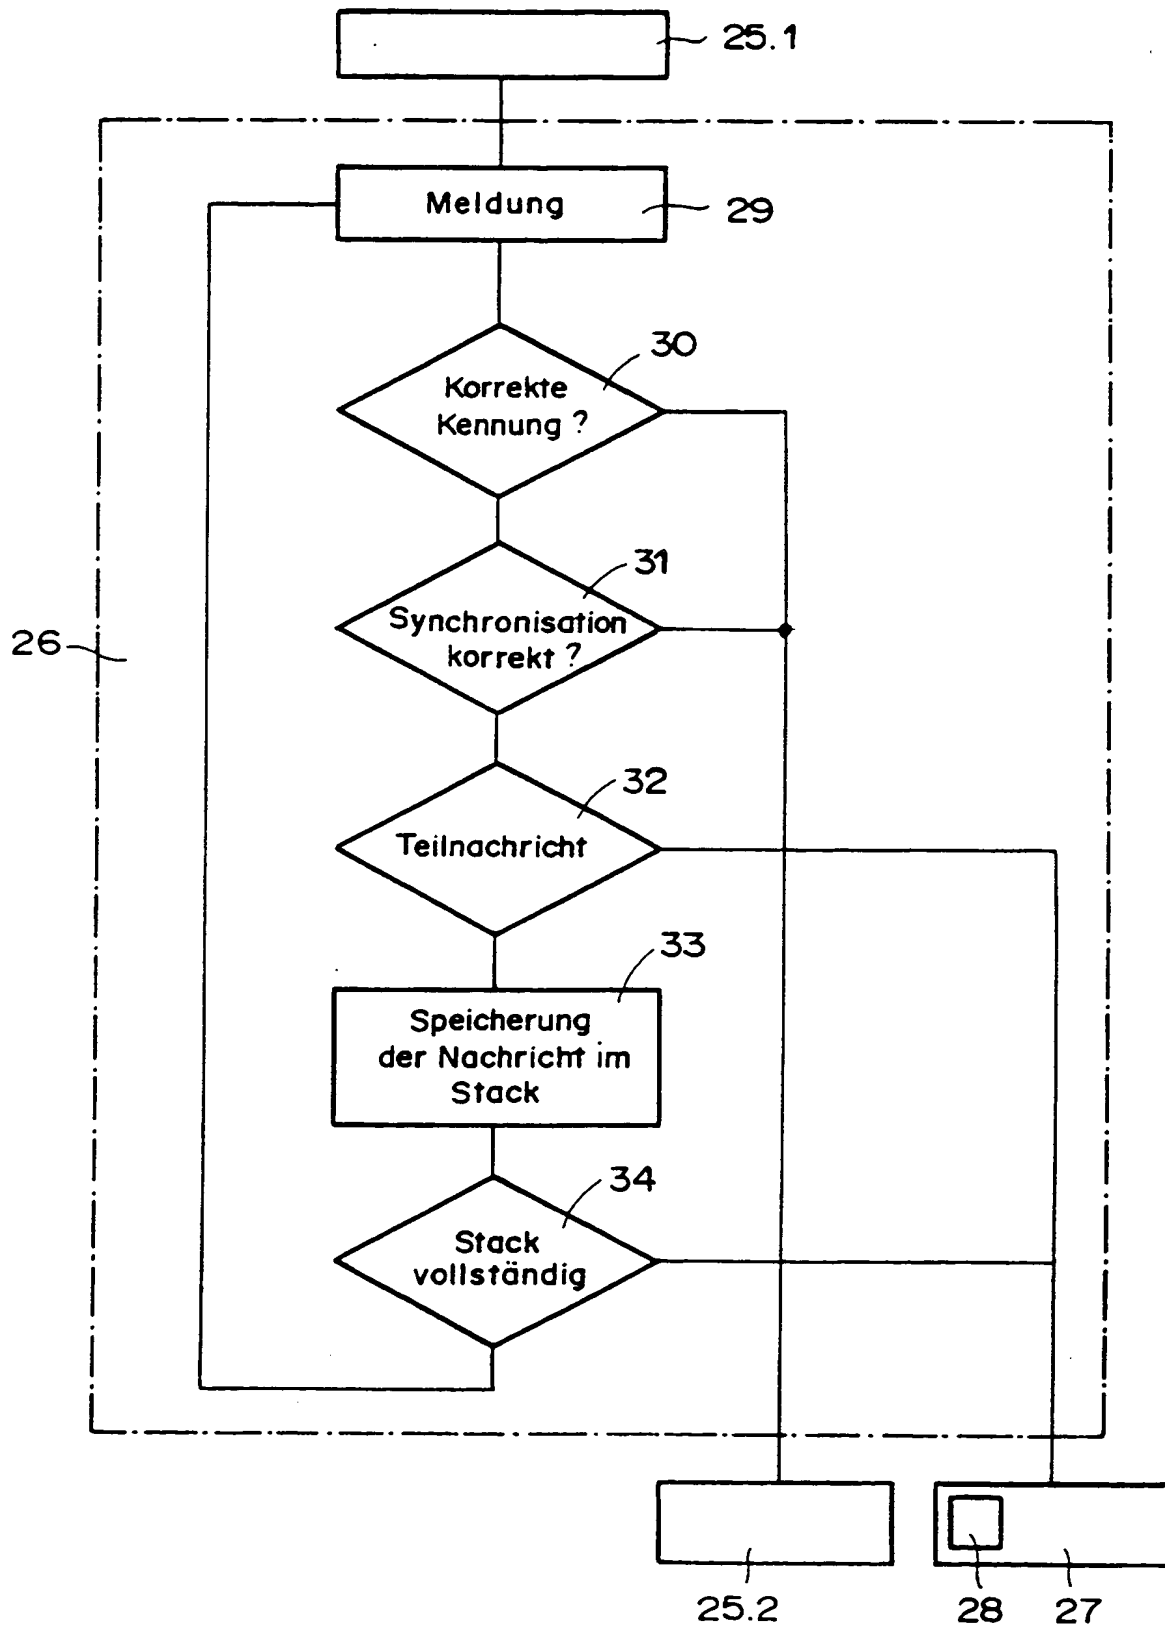 25.1
Meldung
29
30
Korrekte
Kennung ?
31
Synchronisation
korrekt ?
26
32
Teilnachricht
33
Speicherung
der Nachricht im
Stack
34
Stack
vollständig
25.2
28
27